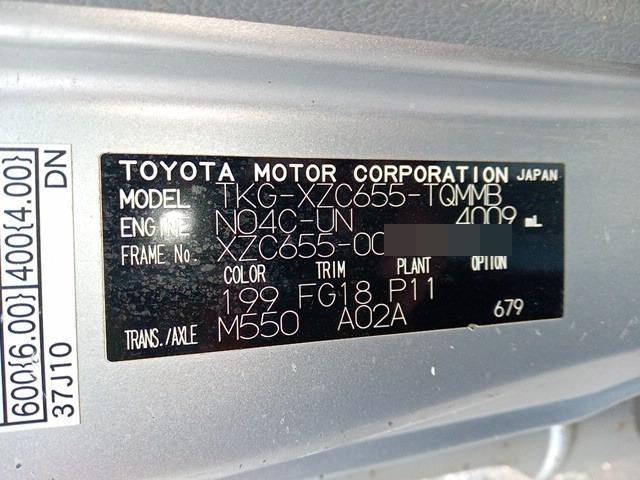 TOYOTA MOTOR CORPORATION JAPAN
MODEL TKG-XZC655-TQMMB
ENGINE N04C-UN 4009 mL
FRAME No. XZC655-00
COLOR TRIM PLANT OPTION
199 FG18 P11
TRANS./AXLE M550 A02A 679
600{6.00} 400{4.00}
37J10 DN